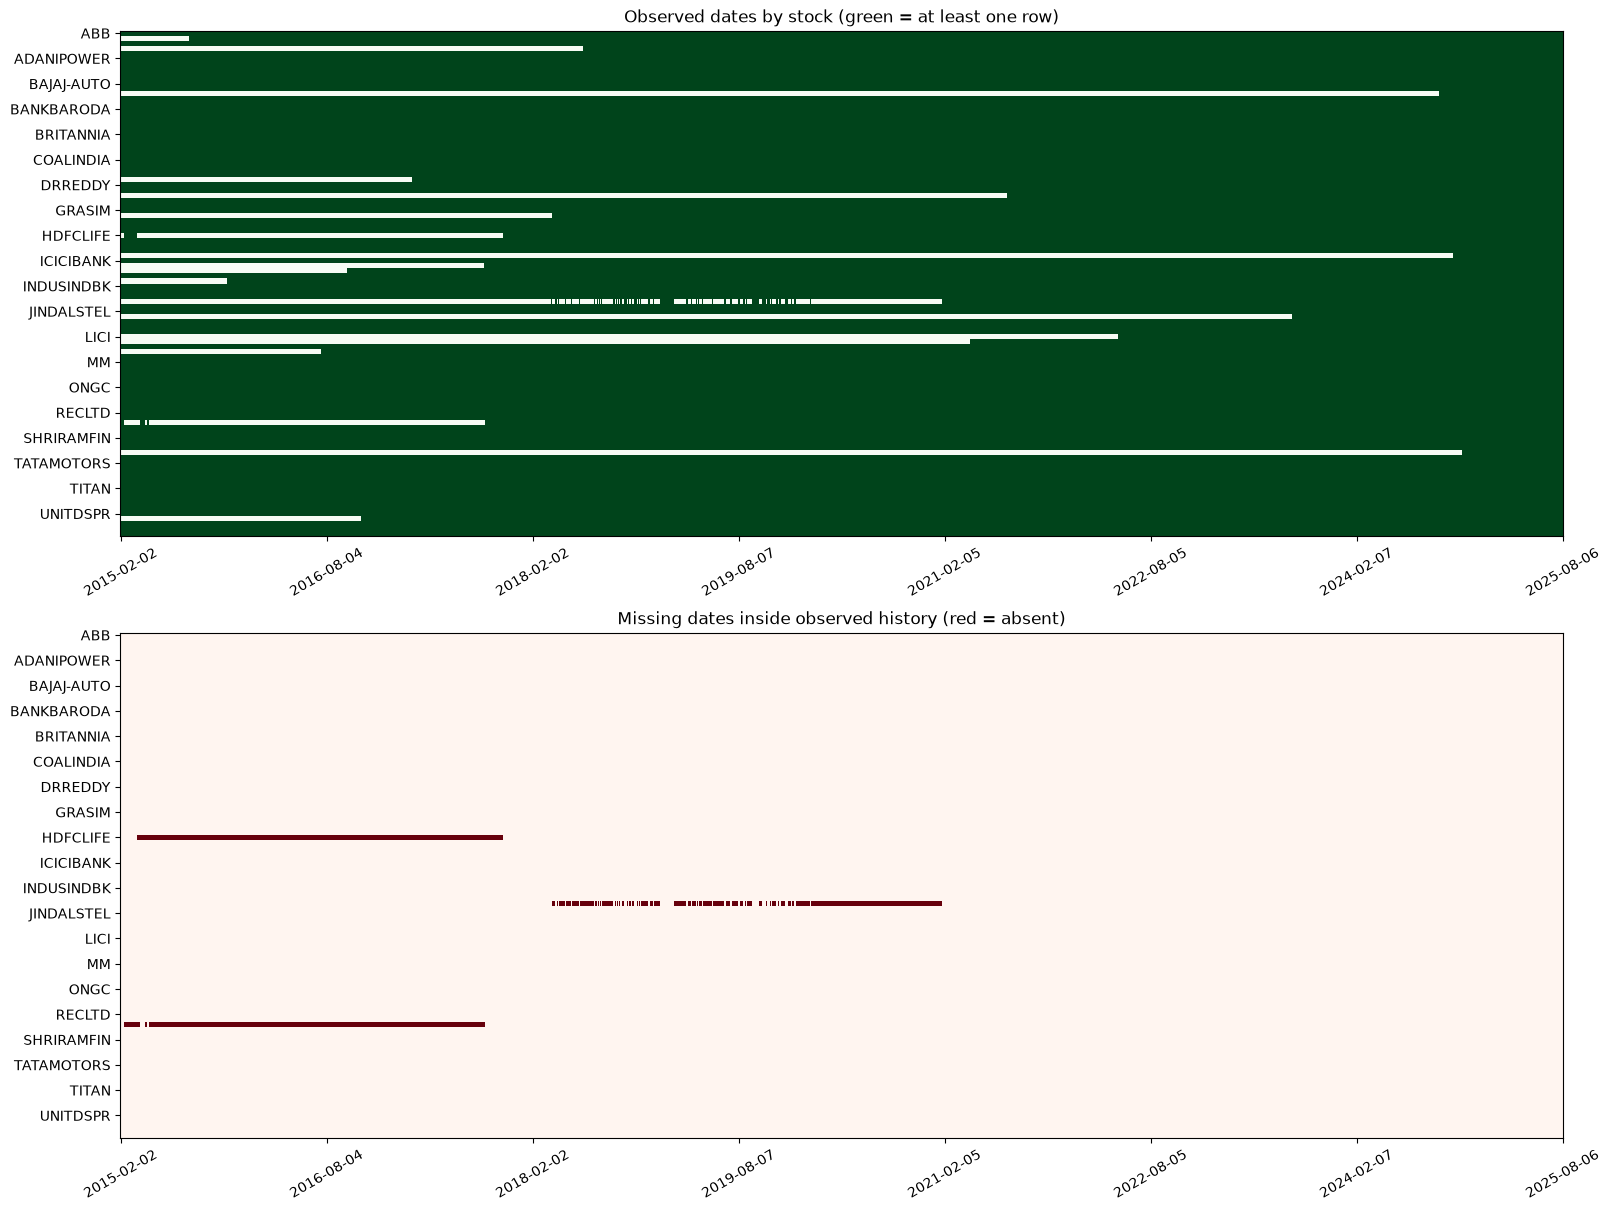 Observed dates by stock (green = at least one row)
ABB
ADANIPOWER
BAJAJ-AUTO
BANKBARODA
BRITANNIA
COALINDIA
DRREDDY
GRASIM
HDFCLIFE
ICICIBANK
INDUSINDBK
JINDALSTEL
LICI
MM
ONGC
RECLTD
SHRIRAMFIN
TATAMOTORS
TITAN
UNITDSPR
2015-02-02 2016-08-04 2018-02-02 2019-08-07 2021-02-05 2022-08-05 2024-02-07 2025-08-06
Missing dates inside observed history (red = absent)
ABB
ADANIPOWER
BAJAJ-AUTO
BANKBARODA
BRITANNIA
COALINDIA
DRREDDY
GRASIM
HDFCLIFE
ICICIBANK
INDUSINDBK
JINDALSTEL
LICI
MM
ONGC
RECLTD
SHRIRAMFIN
TATAMOTORS
TITAN
UNITDSPR
2015-02-02 2016-08-04 2018-02-02 2019-08-07 2021-02-05 2022-08-05 2024-02-07 2025-08-06